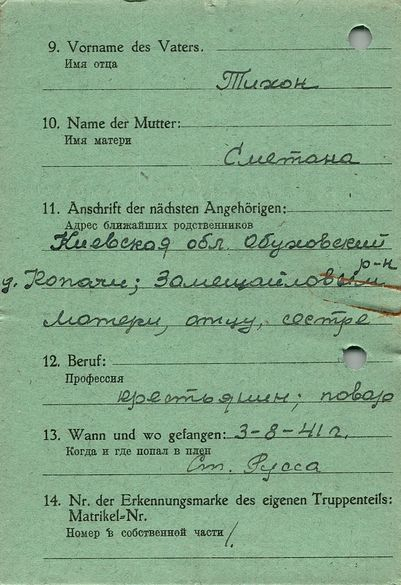 9. Vorname des Vaters.
Имя отца
Тихон
10. Name der Mutter:
Имя матери
Сметана
11. Anschrift der nächsten Angehörigen:
Адрес ближайших родственников
Киевская обл. Обуховский
р-н
д. Копачи; Замещайловым
матери, отцу, сестре
12. Beruf:
Профессия
крестьянин; повар
13. Wann und wo gefangen: 3-8-41 г.
Когда и где попал в плен
Ст. Русса
14. Nr. der Erkennungsmarke des eigenen Truppenteils:
Matrikel-Nr.
Номер в собственной части